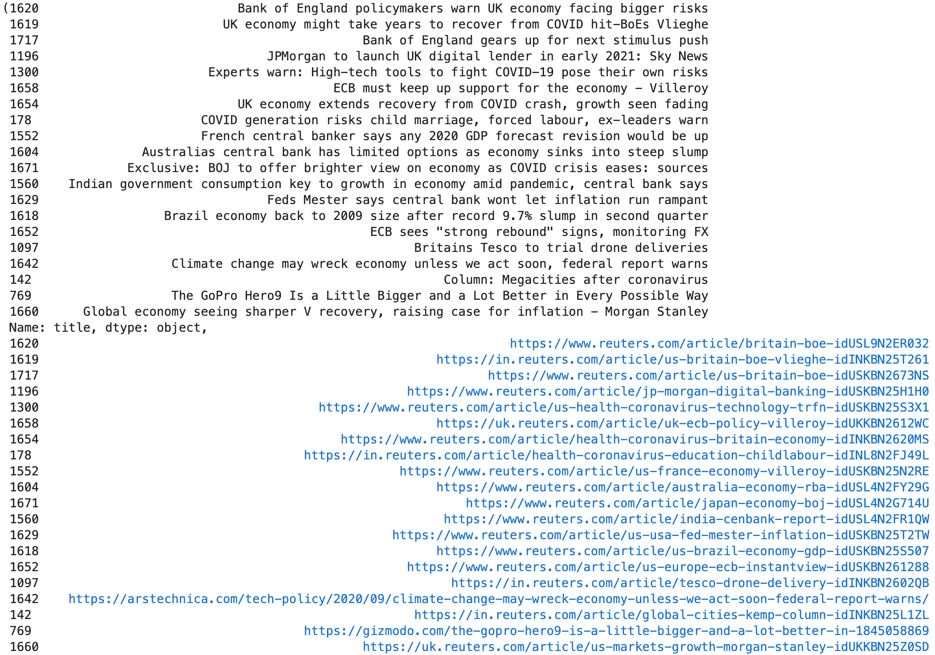 (1620 Bank of England policymakers warn UK economy facing bigger risks
1619 UK economy might take years to recover from COVID hit-BoEs Vlieghe
1717 Bank of England gears up for next stimulus push
1196 JPMorgan to launch UK digital lender in early 2021: Sky News
1300 Experts warn: High-tech tools to fight COVID-19 pose their own risks
1658 ECB must keep up support for the economy - Villeroy
1654 UK economy extends recovery from COVID crash, growth seen fading
178 COVID generation risks child marriage, forced labour, ex-leaders warn
1552 French central banker says any 2020 GDP forecast revision would be up
1604 Australias central bank has limited options as economy sinks into steep slump
1671 Exclusive: BOJ to offer brighter view on economy as COVID crisis eases: sources
1560 Indian government consumption key to growth in economy amid pandemic, central bank says
1629 Feds Mester says central bank wont let inflation run rampant
1618 Brazil economy back to 2009 size after record 9.7% slump in second quarter
1652 ECB sees "strong rebound" signs, monitoring FX
1097 Britains Tesco to trial drone deliveries
1642 Climate change may wreck economy unless we act soon, federal report warns
142 Column: Megacities after coronavirus
769 The GoPro Hero9 Is a Little Bigger and a Lot Better in Every Possible Way
1660 Global economy seeing sharper V recovery, raising case for inflation - Morgan Stanley
Name: title, dtype: object,
1620 https://www.reuters.com/article/britain-boe-idUSL9N2ER032
1619 https://in.reuters.com/article/us-britain-boe-vlieghe-idINKBN25T261
1717 https://www.reuters.com/article/us-britain-boe-idUSKBN2673NS
1196 https://www.reuters.com/article/jp-morgan-digital-banking-idUSKBN25H1H0
1300 https://www.reuters.com/article/us-health-coronavirus-technology-trfn-idUSKBN25S3X1
1658 https://uk.reuters.com/article/uk-ecb-policy-villeroy-idUKKBN2612WC
1654 https://www.reuters.com/article/health-coronavirus-britain-economy-idINKBN2620MS
178 https://in.reuters.com/article/health-coronavirus-education-childlabour-idINL8N2FJ49L
1552 https://www.reuters.com/article/us-france-economy-villeroy-idUSKBN25N2RE
1604 https://www.reuters.com/article/australia-economy-rba-idUSL4N2FY29G
1671 https://www.reuters.com/article/japan-economy-boj-idUSL4N2G714U
1560 https://www.reuters.com/article/india-cenbank-report-idUSL4N2FR1QW
1629 https://www.reuters.com/article/us-usa-fed-mester-inflation-idUSKBN25T2TW
1618 https://www.reuters.com/article/us-brazil-economy-gdp-idUSKBN25S507
1652 https://www.reuters.com/article/us-europe-ecb-instantview-idUSKBN261288
1097 https://in.reuters.com/article/tesco-drone-delivery-idINKBN2602QB
1642 https://arstechnica.com/tech-policy/2020/09/climate-change-may-wreck-economy-unless-we-act-soon-federal-report-warns/
142 https://in.reuters.com/article/global-cities-kemp-column-idINKBN25L1ZL
769 https://gizmodo.com/the-gopro-hero9-is-a-little-bigger-and-a-lot-better-in-1845058869
1660 https://uk.reuters.com/article/us-markets-growth-morgan-stanley-idUKKBN25Z0SD